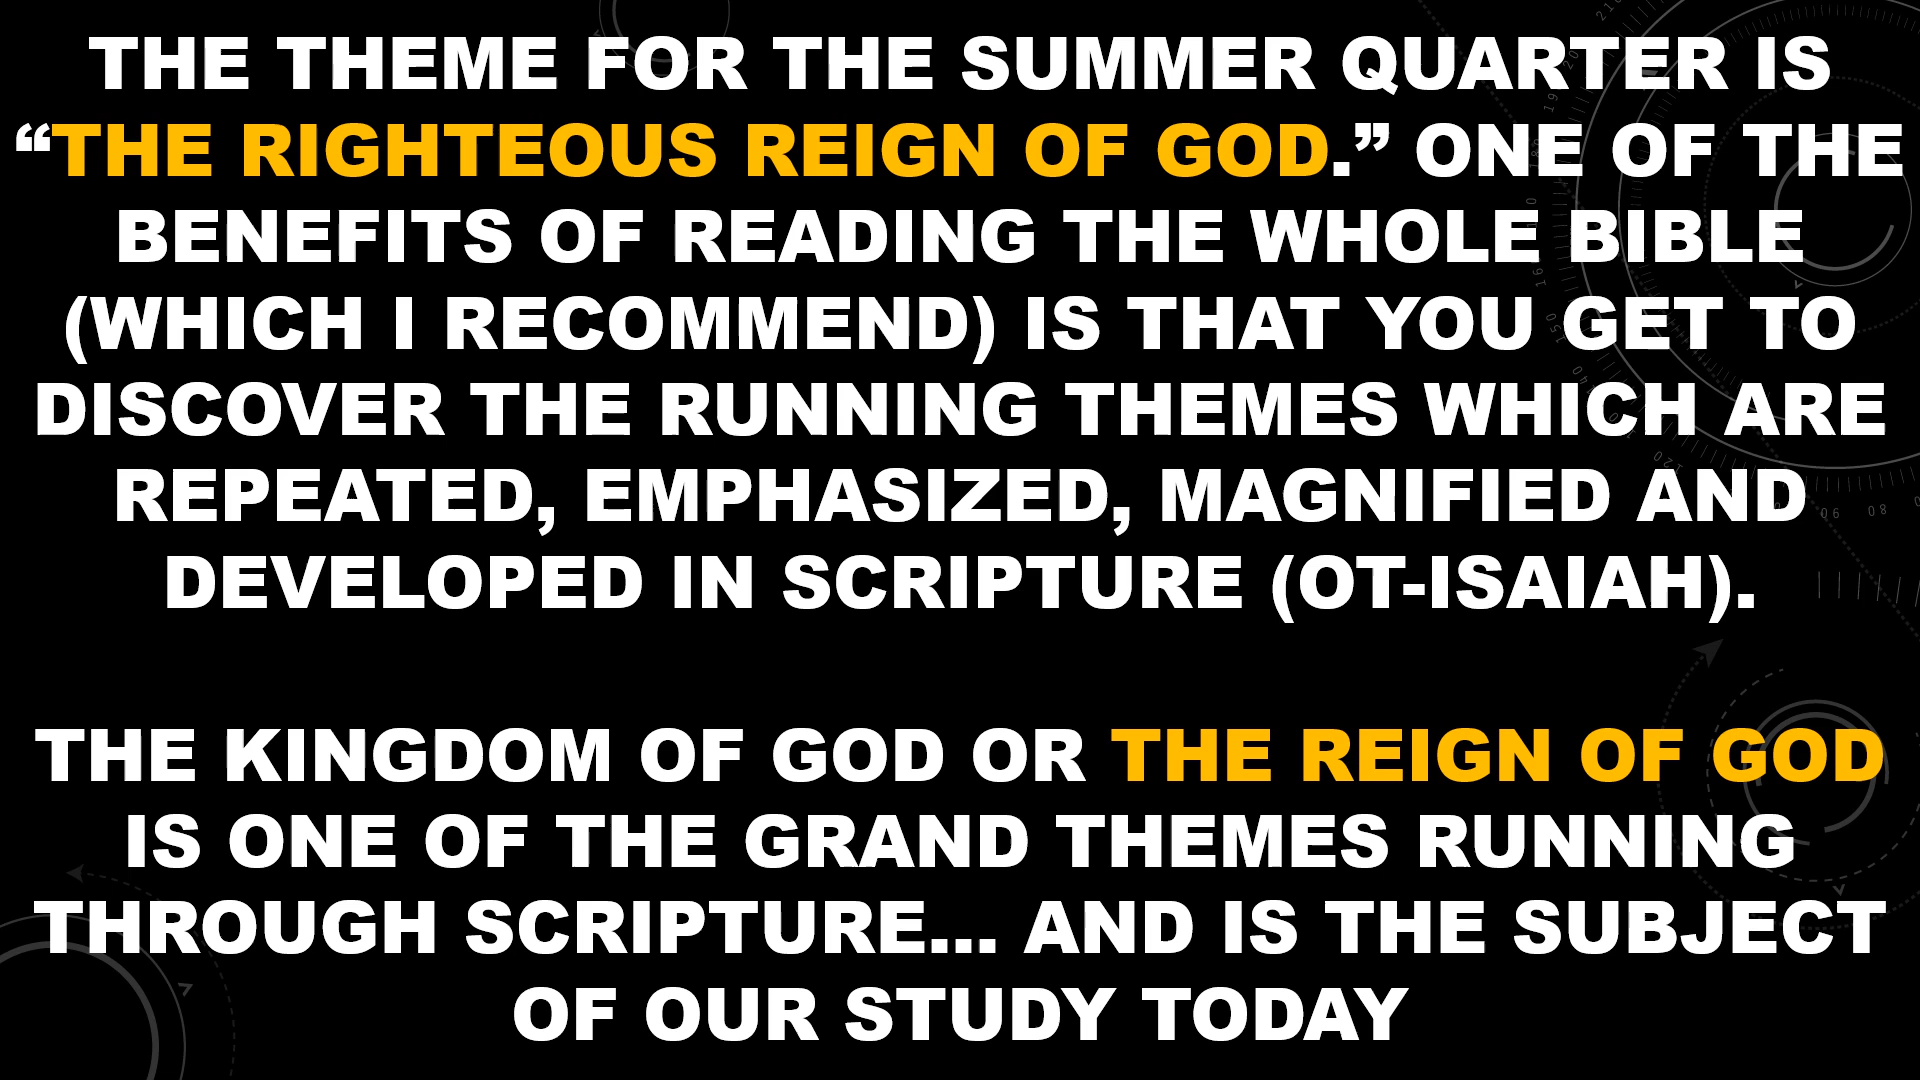 THE THEME FOR THE SUMMER QUARTER IS
“THE RIGHTEOUS REIGN OF GOD.” ONE OF THE
BENEFITS OF READING THE WHOLE BIBLE
(WHICH I RECOMMEND) IS THAT YOU GET TO
DISCOVER THE RUNNING THEMES WHICH ARE
REPEATED, EMPHASIZED, MAGNIFIED AND
DEVELOPED IN SCRIPTURE (OT-ISAIAH).
THE KINGDOM OF GOD OR THE REIGN OF GOD
IS ONE OF THE GRAND THEMES RUNNING
THROUGH SCRIPTURE... AND IS THE SUBJECT
OF OUR STUDY TODAY